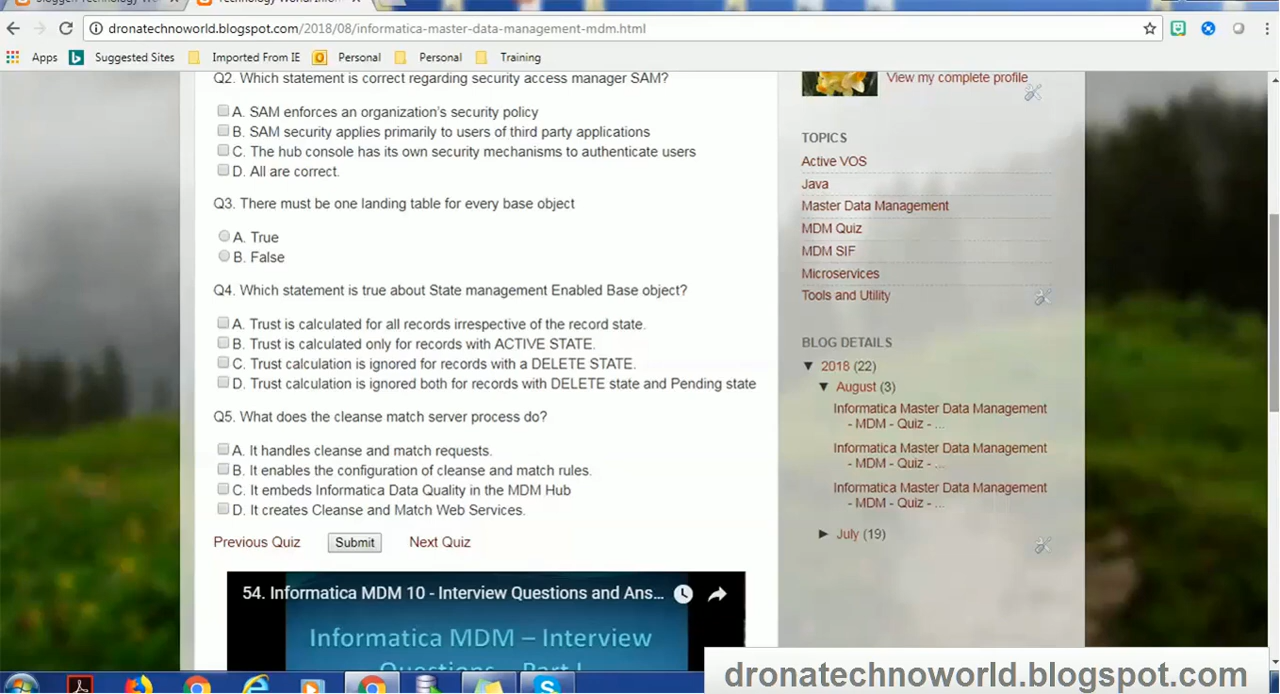 dronatechnoworld.blogspot.com/2018/08/informatica-master-data-management-mdm.html
Apps Suggested Sites Imported From IE Personal Personal Training
Q2. Which statement is correct regarding security access manager SAM?
A. SAM enforces an organization's security policy
B. SAM security applies primarily to users of third party applications
C. The hub console has its own security mechanisms to authenticate users
D. All are correct.
Q3. There must be one landing table for every base object
A. True
B. False
Q4. Which statement is true about State management Enabled Base object?
A. Trust is calculated for all records irrespective of the record state.
B. Trust is calculated only for records with ACTIVE STATE.
C. Trust calculation is ignored for records with a DELETE STATE.
D. Trust calculation is ignored both for records with DELETE state and Pending state
Q5. What does the cleanse match server process do?
A. It handles cleanse and match requests.
B. It enables the configuration of cleanse and match rules.
C. It embeds Informatica Data Quality in the MDM Hub
D. It creates Cleanse and Match Web Services.
Previous Quiz Submit Next Quiz
54. Informatica MDM 10 - Interview Questions and Ans...
Informatica MDM – Interview
Questions – Part I
View my complete profile
TOPICS
Active VOS
Java
Master Data Management
MDM Quiz
MDM SIF
Microservices
Tools and Utility
BLOG DETAILS
▼ 2018 (22)
▼ August (3)
Informatica Master Data Management
- MDM - Quiz - ...
Informatica Master Data Management
- MDM - Quiz - ...
Informatica Master Data Management
- MDM - Quiz - ...
► July (19)
dronatechnoworld.blogspot.com